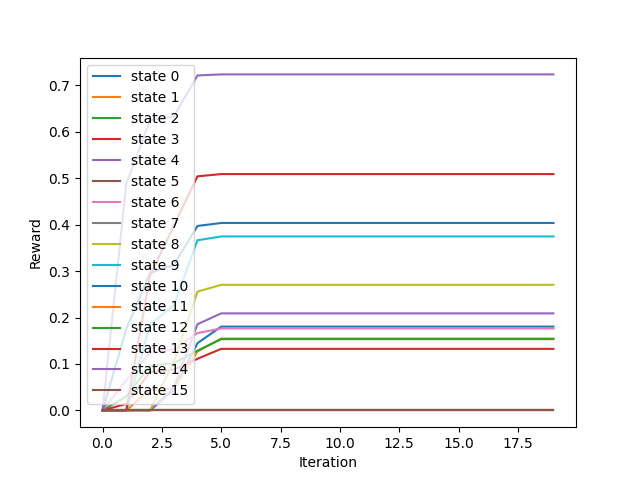 0.7
0.6
0.5
0.4
0.3
0.2
0.1
0.0
Reward
state 0
state 1
state 2
state 3
state 4
state 5
state 6
state 7
state 8
state 9
state 10
state 11
state 12
state 13
state 14
state 15
0.0 2.5 5.0 7.5 10.0 12.5 15.0 17.5
Iteration